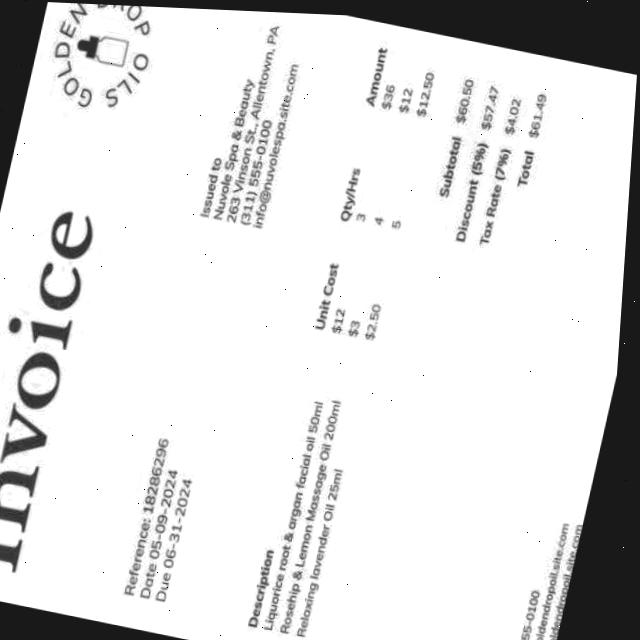 Invoice
GOLDEN DROP OILS
Reference: 18286296
Date 05-09-2024
Due 06-31-2024
Issued to
Nuvole Spa & Beauty
263 Vinson St., Allentown, PA
(311) 555-0100
info@nuvolespa.site.com
Description Unit Cost Qty/Hrs Amount
Liquorice root & argan facial oil 50ml $12 3 $36
Rosehip & Lemon Massage Oil 200ml $3 4 $12
Relaxing lavender Oil 25ml $2.50 5 $12.50
Subtotal $60.50
Discount (5%) $57.47
Tax Rate (7%) $4.02
Total $61.49
55-0100
ldendropoil.site.com
oldendropoil.site.com